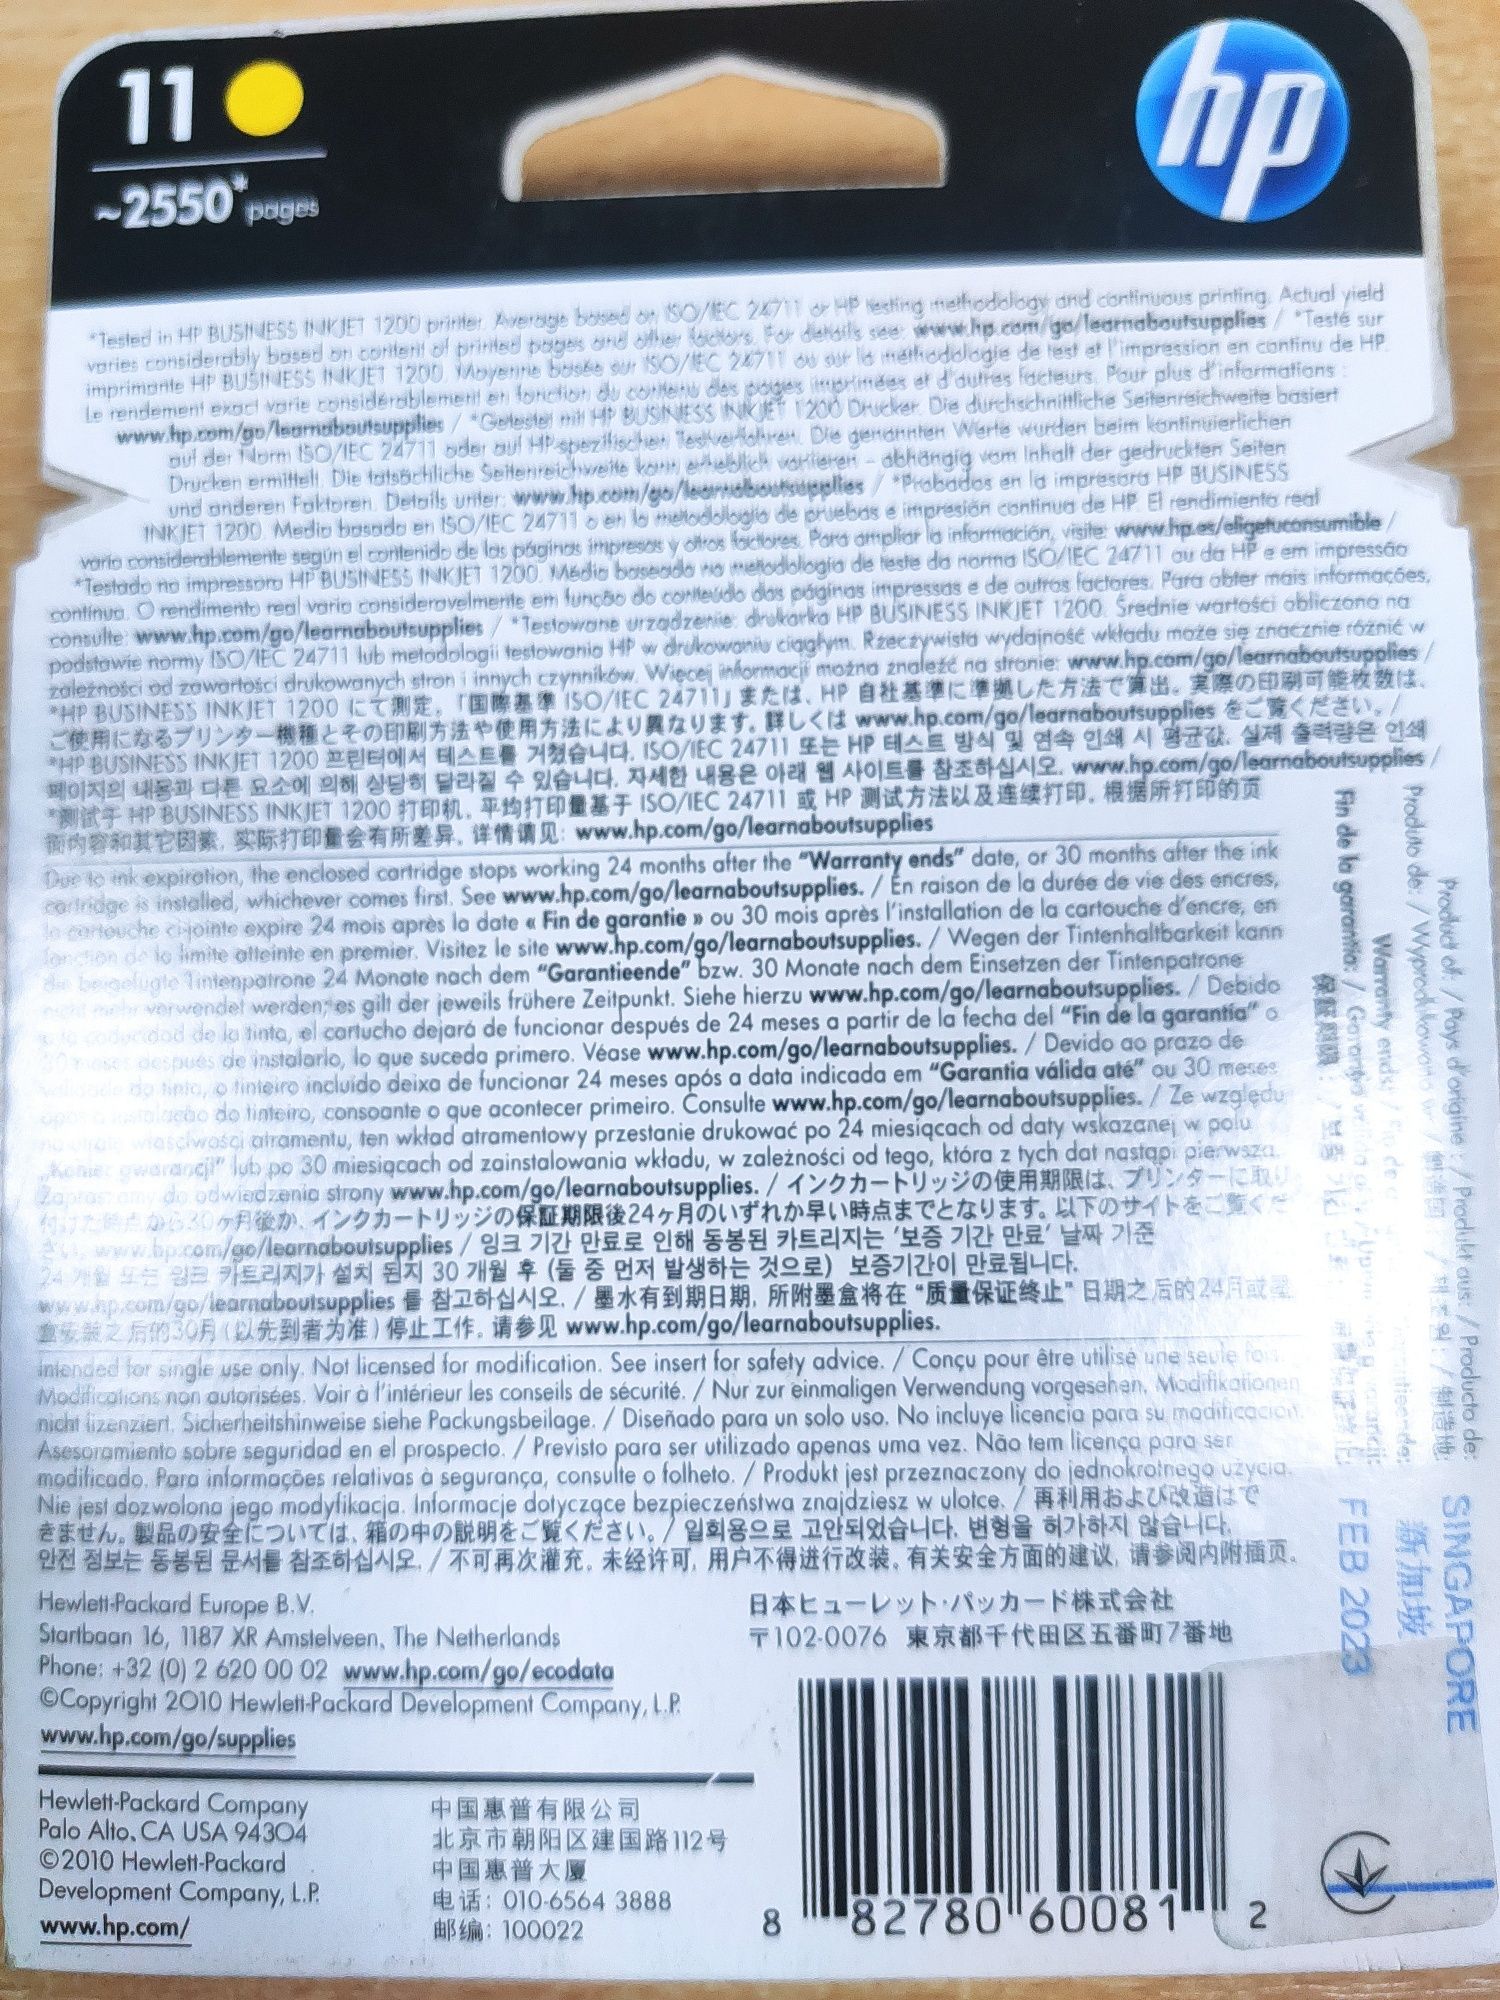 11
~2550* pages
hp
*Tested in HP BUSINESS INKJET 1200 printer. Average based on ISO/IEC 24711 or HP testing methodology and continuous printing. Actual yield
varies considerably based on content of printed pages and other factors. For details see: www.hp.com/go/learnaboutsupplies / *Testé sur
imprimante HP BUSINESS INKJET 1200. Moyenne basée sur ISO/IEC 24711 ou sur la méthodologie de test et l'impression en continu de HP.
Le rendement exact varie considérablement en fonction du contenu des pages imprimées et d'autres facteurs. Pour plus d'informations :
www.hp.com/go/learnaboutsupplies / *Getestet mit HP BUSINESS INKJET 1200 Drucker. Die durchschnittliche Seitenreichweite basiert
auf der Norm ISO/IEC 24711 oder auf HP-spezifischen Testverfahren. Die genannten Werte wurden beim kontinuierlichen
Drucken ermittelt. Die tatsächliche Seitenreichweite kann erheblich variieren – abhängig vom Inhalt der gedruckten Seiten
und anderen Faktoren. Details unter: www.hp.com/go/learnaboutsupplies / *Probados en la impresora HP BUSINESS
INKJET 1200. Media basada en ISO/IEC 24711 o en la metodología de pruebas e impresión continua de HP. El rendimiento real
varía considerablemente según el contenido de las páginas impresas y otros factores. Para ampliar la información, visite: www.hp.es/eligetuconsumible /
*Testado na impressora HP BUSINESS INKJET 1200. Média baseada na metodologia de teste da norma ISO/IEC 24711 ou da HP e em impressão
contínua. O rendimento real varia consideravelmente em função do conteúdo das páginas impressas e de outros factores. Para obter mais informações,
consulte: www.hp.com/go/learnaboutsupplies / *Testowane urządzenie: drukarka HP BUSINESS INKJET 1200. Średnie wartości obliczono na
podstawie normy ISO/IEC 24711 lub metodologii testowania HP w drukowaniu ciągłym. Rzeczywista wydajność wkładu może się znacznie różnić w
zależności od zawartości drukowanych stron i innych czynników. Więcej informacji można znaleźć na stronie: www.hp.com/go/learnaboutsupplies /
*HP BUSINESS INKJET 1200 にて測定。「国際基準 ISO/IEC 24711」または、HP 自社基準に準拠した方法で算出。実際の印刷可能枚数は、
ご使用になるプリンター機種とその印刷方法や使用方法により異なります。詳しくは www.hp.com/go/learnaboutsupplies をご覧ください。/
*HP BUSINESS INKJET 1200 프린터에서 테스트를 거쳤습니다. ISO/IEC 24711 또는 HP 테스트 방식 및 연속 인쇄 시 평균값. 실제 출력량은 인쇄
페이지의 내용과 다른 요소에 의해 상당히 달라질 수 있습니다. 자세한 내용은 아래 웹 사이트를 참조하십시오. www.hp.com/go/learnaboutsupplies /
*测试于 HP BUSINESS INKJET 1200 打印机。平均打印量基于 ISO/IEC 24711 或 HP 测试方法以及连续打印。根据所打印的页
面内容和其它因素，实际打印量会有所差异。详情请见: www.hp.com/go/learnaboutsupplies
Due to ink expiration, the enclosed cartridge stops working 24 months after the "Warranty ends" date, or 30 months after the ink
cartridge is installed, whichever comes first. See www.hp.com/go/learnaboutsupplies. / En raison de la durée de vie des encres,
la cartouche ci-jointe expire 24 mois après la date « Fin de garantie » ou 30 mois après l'installation de la cartouche d'encre, en
fonction de la limite atteinte en premier. Visitez le site www.hp.com/go/learnaboutsupplies. / Wegen der Tintenhaltbarkeit kann
die beigefügte Tintenpatrone 24 Monate nach dem "Garantieende" bzw. 30 Monate nach dem Einsetzen der Tintenpatrone
nicht mehr verwendet werden; es gilt der jeweils frühere Zeitpunkt. Siehe hierzu www.hp.com/go/learnaboutsupplies. / Debido
a la caducidad de la tinta, el cartucho dejará de funcionar después de 24 meses a partir de la fecha del "Fin de la garantía" o
30 meses después de instalarlo, lo que suceda primero. Véase www.hp.com/go/learnaboutsupplies. / Devido ao prazo de
validade da tinta, o tinteiro incluído deixa de funcionar 24 meses após a data indicada em "Garantia válida até" ou 30 meses
após a instalação do tinteiro, consoante o que acontecer primeiro. Consulte www.hp.com/go/learnaboutsupplies. / Ze względu
na utratę właściwości atramentu, ten wkład atramentowy przestanie drukować po 24 miesiącach od daty wskazanej w polu
„Koniec gwarancji" lub po 30 miesiącach od zainstalowania wkładu, w zależności od tego, która z tych dat nastąpi pierwsza.
Zapraszamy do odwiedzenia strony www.hp.com/go/learnaboutsupplies. / インクカートリッジの使用期限は、プリンターに取り
付けた時点から30ヶ月後か、インクカートリッジの保証期限後24ヶ月のいずれか早い時点までとなります。以下のサイトをご覧くだ
さい。www.hp.com/go/learnaboutsupplies / 잉크 기간 만료로 인해 동봉된 카트리지는 '보증 기간 만료' 날짜 기준
24 개월 또는 잉크 카트리지가 설치 된지 30 개월 후 (둘 중 먼저 발생하는 것으로) 보증기간이 만료됩니다.
www.hp.com/go/learnaboutsupplies 를 참고하십시오. / 墨水有到期日期，所附墨盒将在 "质量保证终止" 日期之后的24月或墨
盒安装之后的30月 (以先到者为准) 停止工作。请参见 www.hp.com/go/learnaboutsupplies.
Intended for single use only. Not licensed for modification. See insert for safety advice. / Conçu pour être utilisé une seule fois.
Modifications non autorisées. Voir à l'intérieur les conseils de sécurité. / Nur zur einmaligen Verwendung vorgesehen. Modifikationen
nicht lizenziert. Sicherheitshinweise siehe Packungsbeilage. / Diseñado para un solo uso. No incluye licencia para su modificación.
Asesoramiento sobre seguridad en el prospecto. / Previsto para ser utilizado apenas uma vez. Não tem licença para ser
modificado. Para informações relativas à segurança, consulte o folheto. / Produkt jest przeznaczony do jednokrotnego użycia.
Nie jest dozwolona jego modyfikacja. Informacje dotyczące bezpieczeństwa znajdziesz w ulotce. / 再利用および改造はで
きません。製品の安全については、箱の中の説明をご覧ください。/ 일회용으로 고안되었습니다. 변형을 허가하지 않습니다.
안전 정보는 동봉된 문서를 참조하십시오. / 不可再次灌充。未经许可，用户不得进行改装。有关安全方面的建议，请参阅内附插页。
Hewlett-Packard Europe B.V.
Startbaan 16, 1187 XR Amstelveen, The Netherlands
Phone: +32 (0) 2 620 00 02 www.hp.com/go/ecodata
©Copyright 2010 Hewlett-Packard Development Company, L.P.
www.hp.com/go/supplies
日本ヒューレット・パッカード株式会社
〒102-0076 東京都千代田区五番町7番地
Hewlett-Packard Company
Palo Alto, CA USA 94304
©2010 Hewlett-Packard
Development Company, L.P.
www.hp.com/
中国惠普有限公司
北京市朝阳区建国路112号
中国惠普大厦
电话: 010-6564 3888
邮编: 100022
8 82780 60081 2
Product of: / Pays d'origine : / Produkt aus: / Producto de:
Produto de: / Wyprodukowano w: / 제조원: / 制造地
SINGAPORE
新加坡
Warranty ends: / Fin de garantie: / Garantieende:
Fin de la garantía: / Garantia válida
FEB 2023